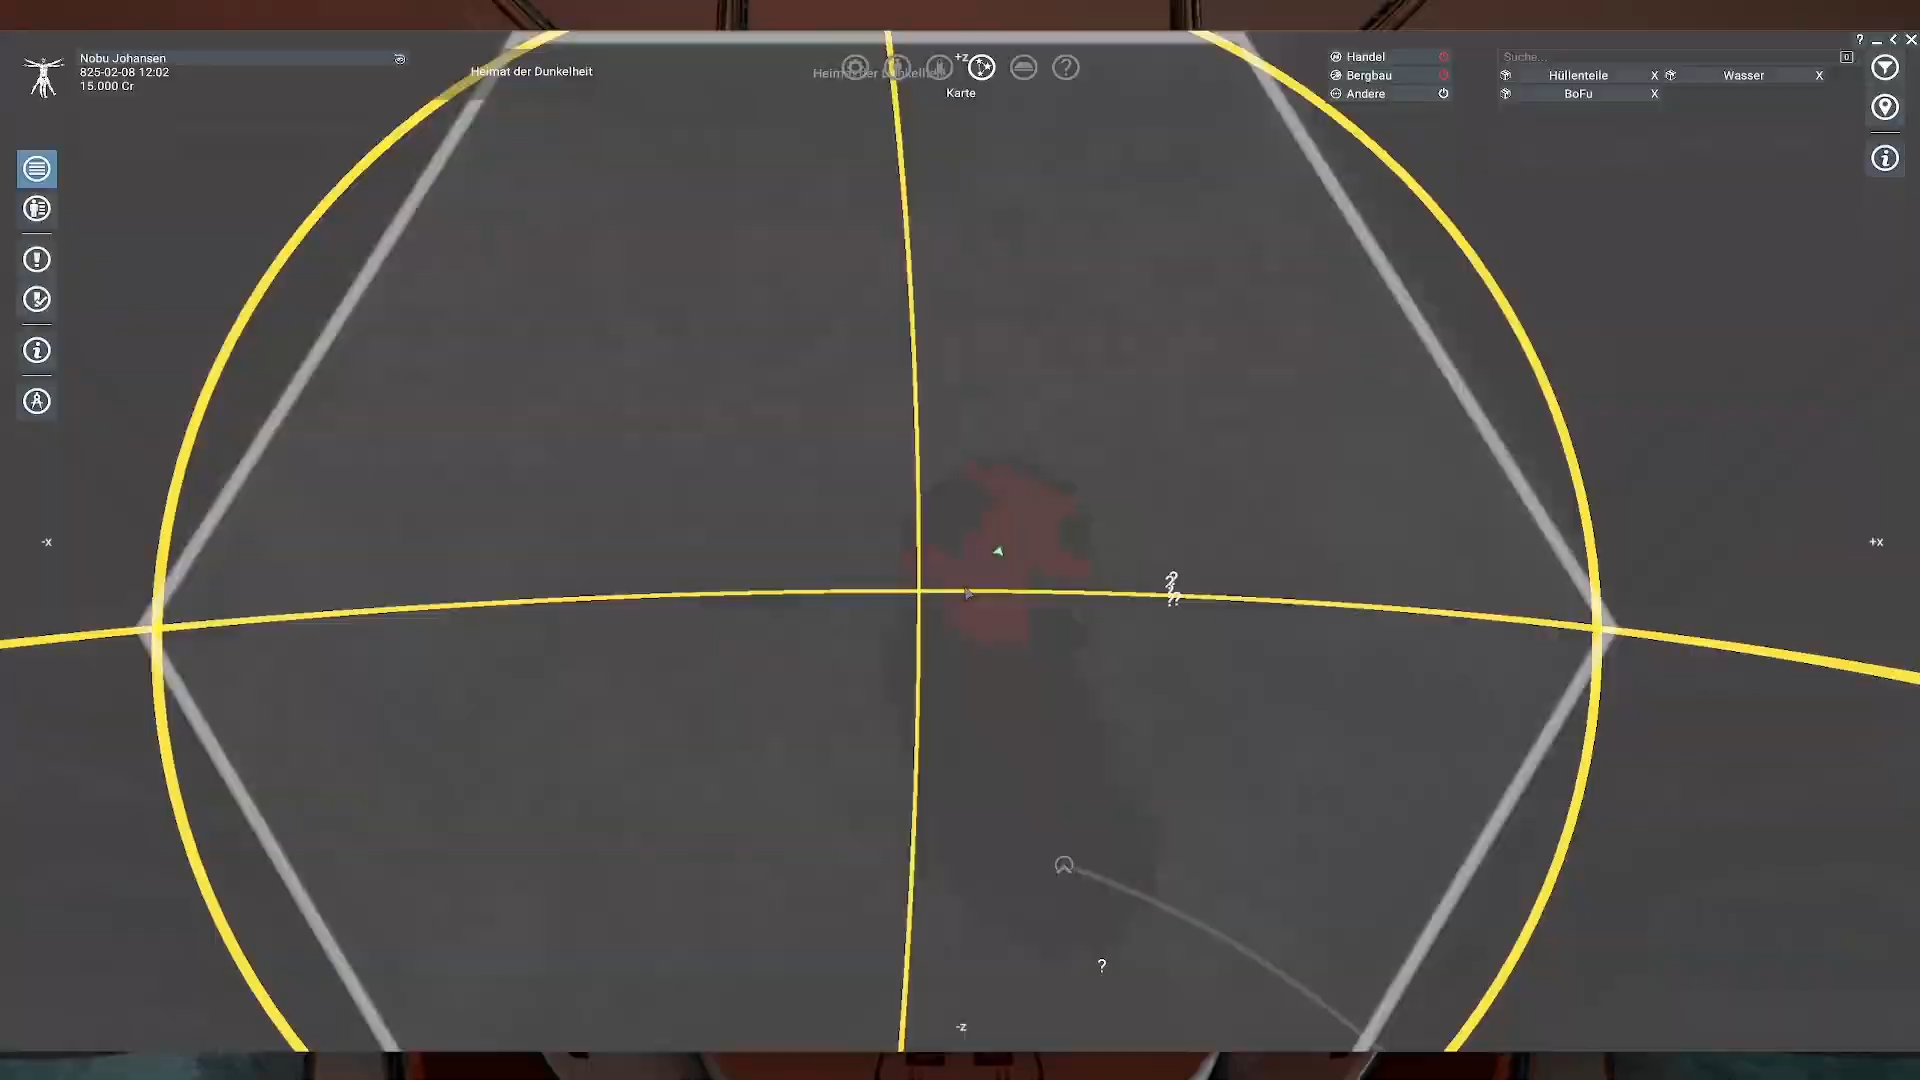 Nobu Johansen
825-02-08 12:02
15.000 Cr
Heimat der Dunkelheit
+z
Karte
Handel
Bergbau
Andere
Suche...
Hüllenteile X
Wasser X
BoFu X
-x
+x
?
??
?
-z